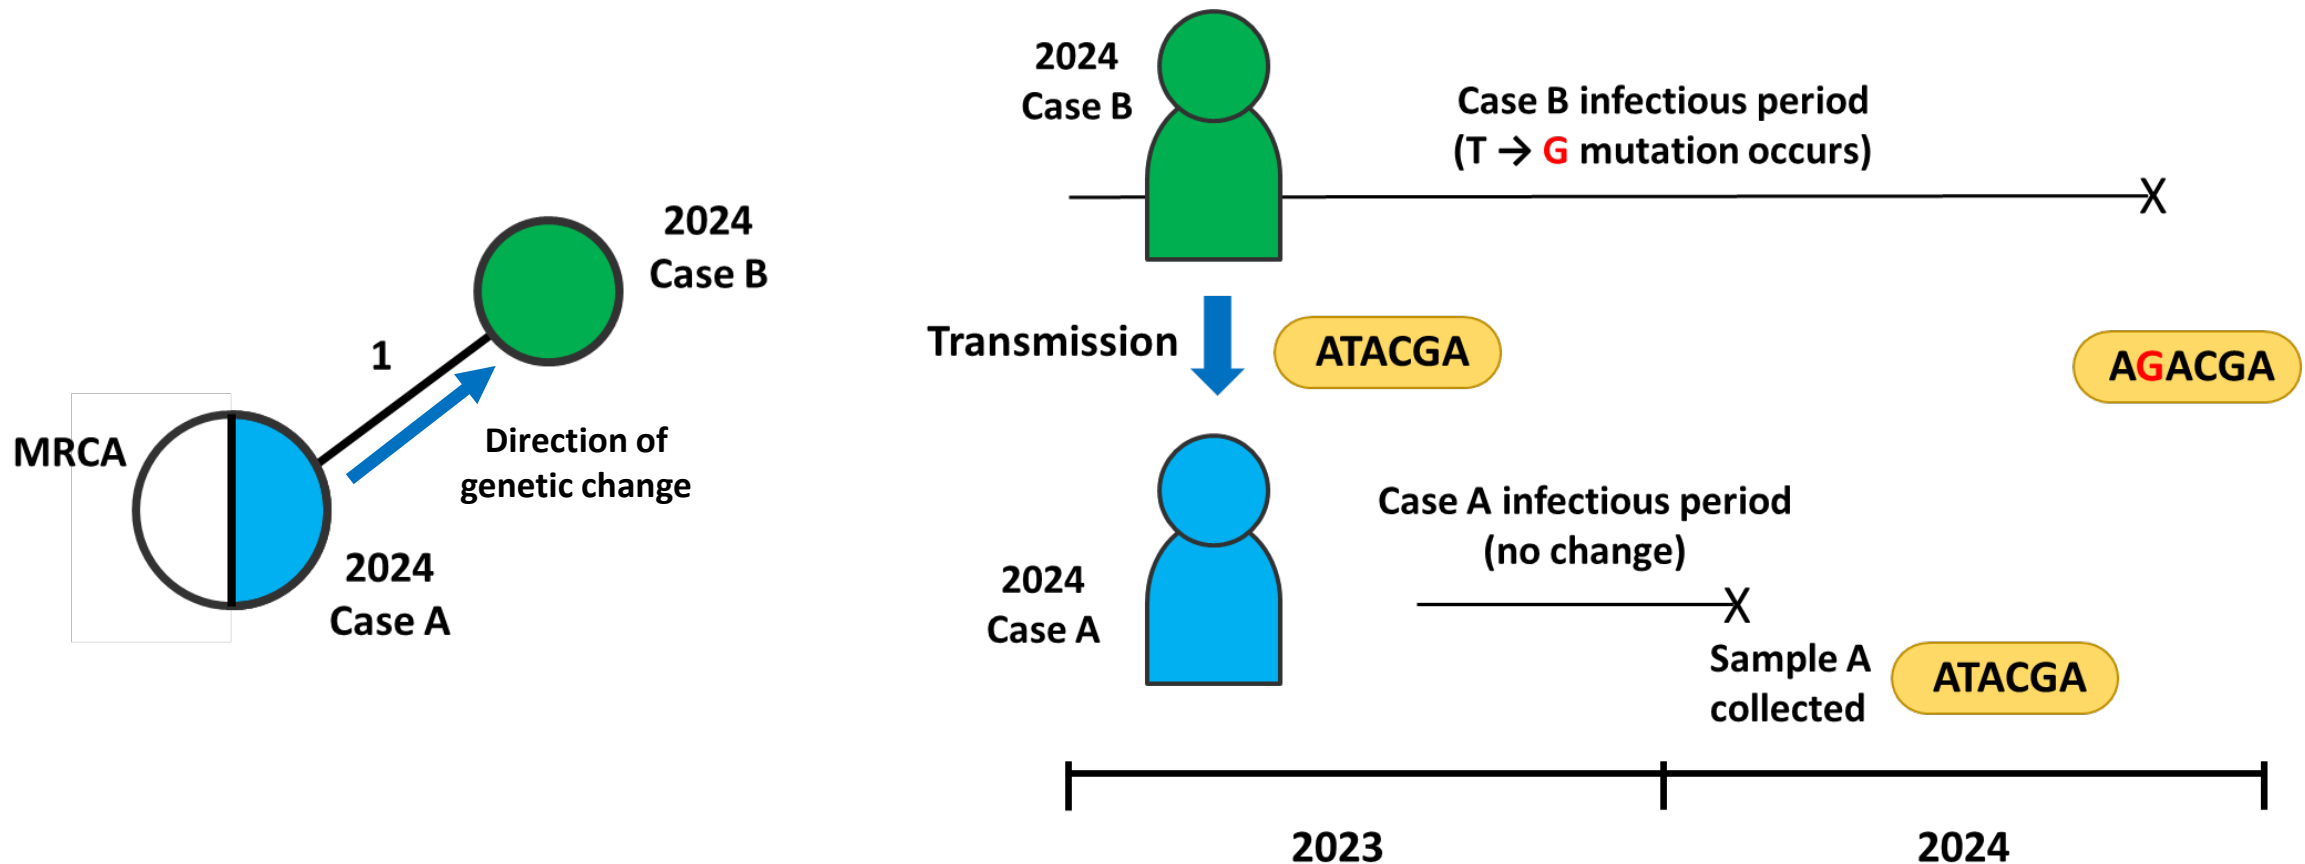 2024
Case B
1
MRCA
Direction of
genetic change
2024
Case A
2024
Case B
Case B infectious period
(T → G mutation occurs)
X
Transmission
ATACGA
AGACGA
2024
Case A
Case A infectious period
(no change)
X
Sample A
collected
ATACGA
2023
2024